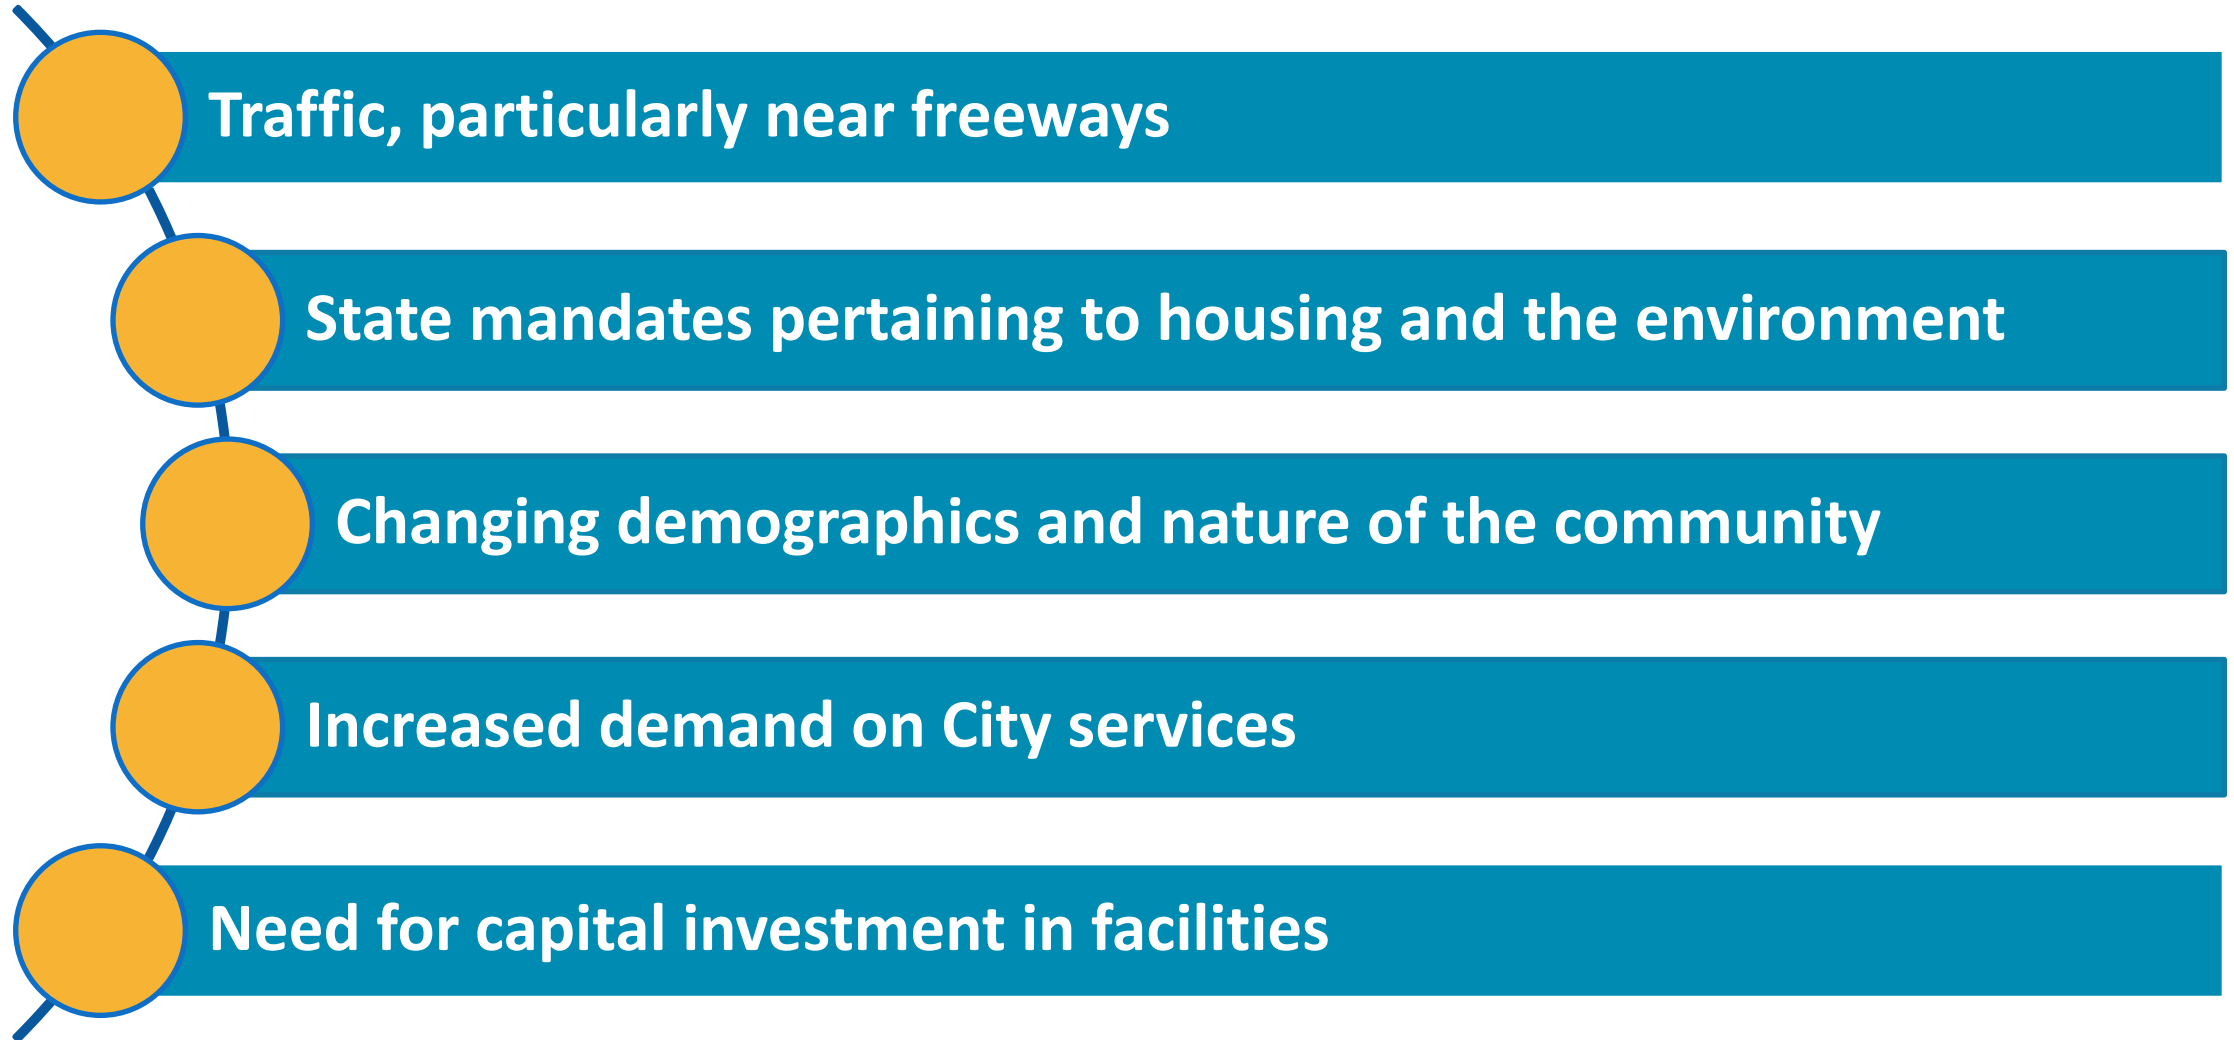 Traffic, particularly near freeways
State mandates pertaining to housing and the environment
Changing demographics and nature of the community
Increased demand on City services
Need for capital investment in facilities